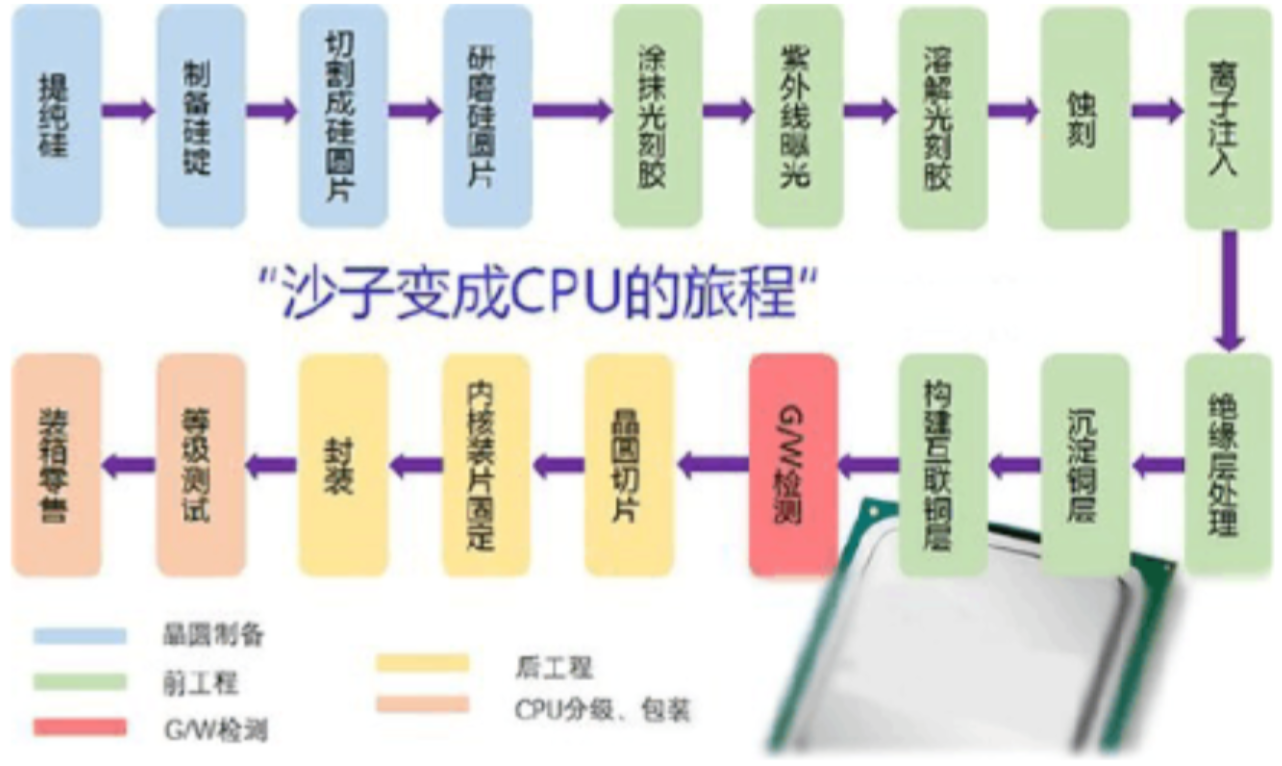 提纯硅
制备硅锭
切割成硅圆片
研磨硅圆片
涂抹光刻胶
紫外线曝光
溶解光刻胶
蚀刻
离子注入
“沙子变成CPU的旅程“
装箱零售
等级测试
封装
内核装片固定
晶圆切片
G/W检测
构建互联铜层
沉淀铜层
绝缘层处理
晶圆制备
前工程
G/W检测
后工程
CPU分级、包装